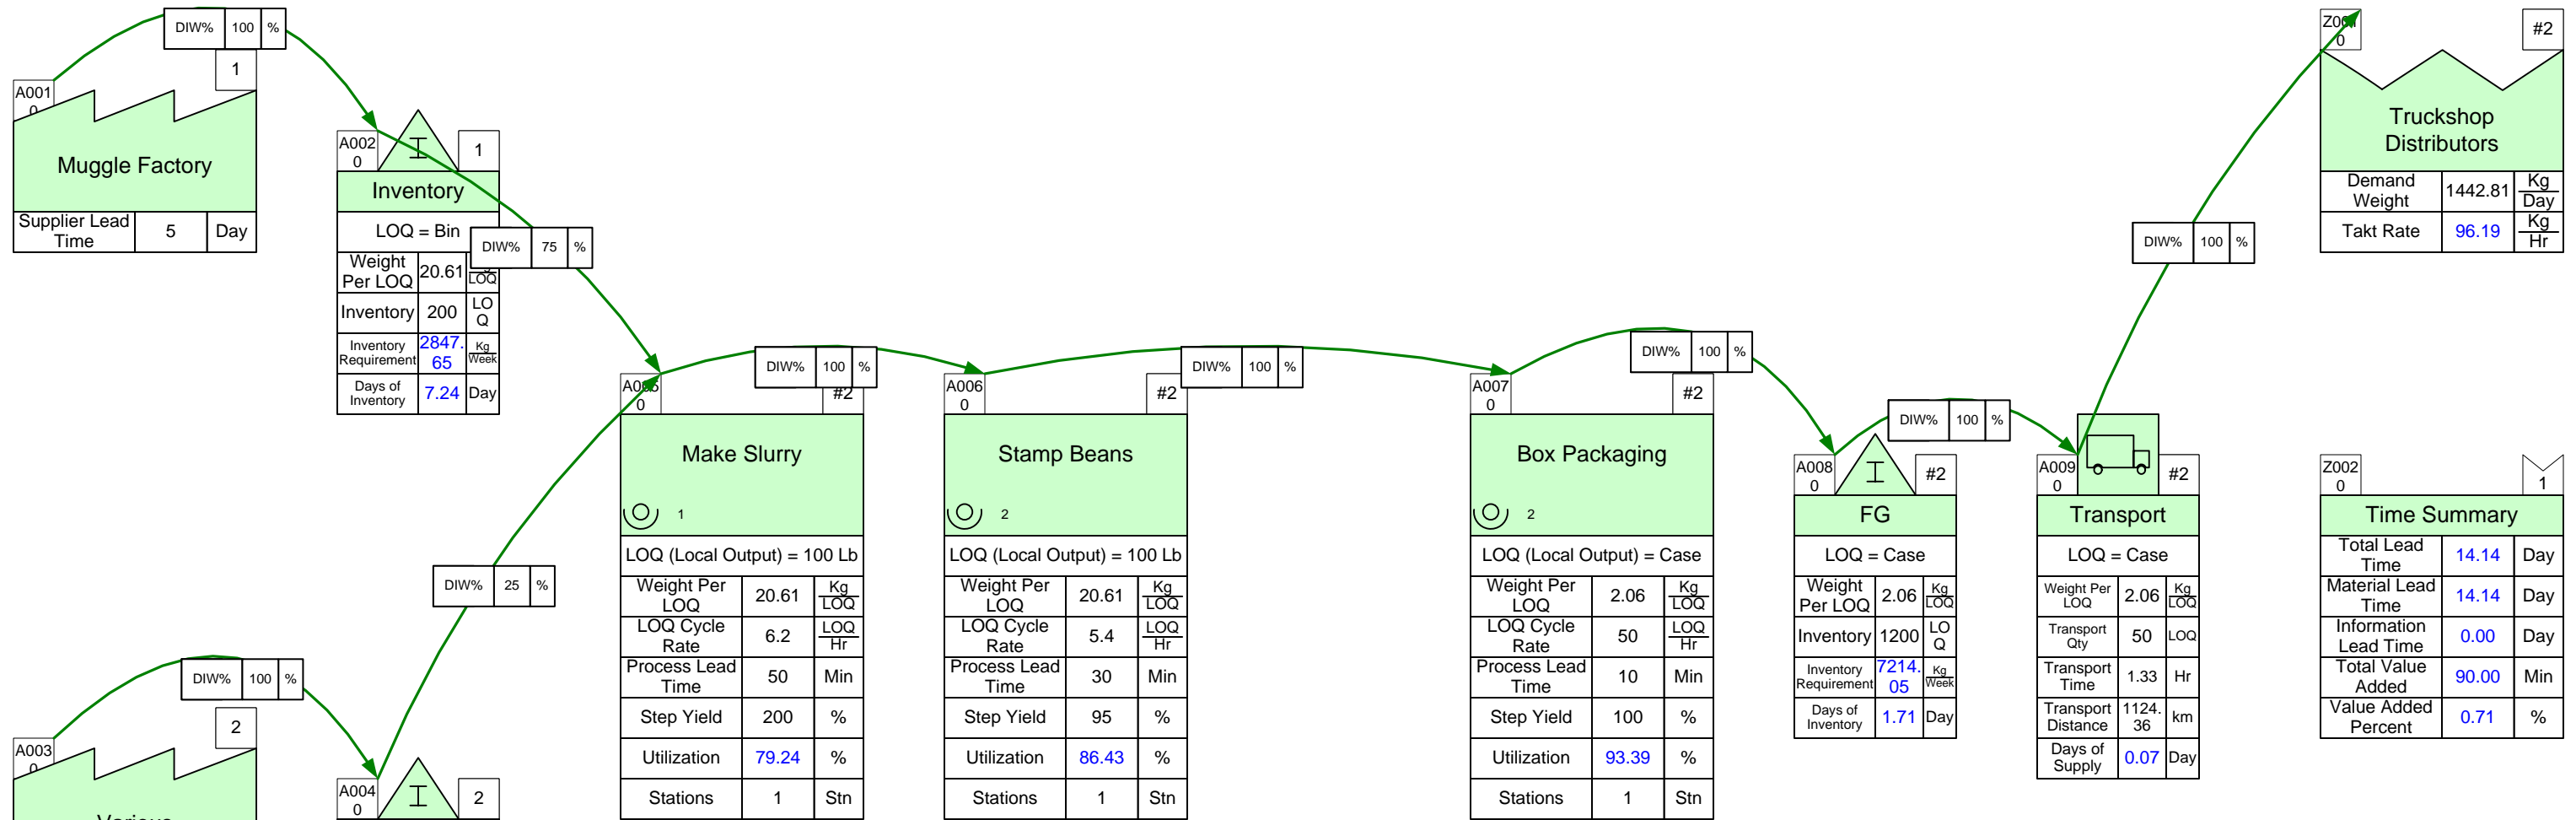 DIW% 100 %
1
A001
0
Muggle Factory
Supplier Lead Time 5 Day
A002
0
I
1
Inventory
LOQ = Bin
Weight Per LOQ 20.61 LOQ
Inventory 200 LOQ
Inventory Requirement 2847.65 Kg Week
Days of Inventory 7.24 Day
DIW% 75 %
DIW% 25 %
DIW% 100 %
2
A003
0
Various
A004
0
I
2
DIW% 100 %
#2
Make Slurry
1
LOQ (Local Output) = 100 Lb
Weight Per LOQ 20.61 Kg LOQ
LOQ Cycle Rate 6.2 LOQ Hr
Process Lead Time 50 Min
Step Yield 200 %
Utilization 79.24 %
Stations 1 Stn
A006
0
#2
DIW% 100 %
Stamp Beans
2
LOQ (Local Output) = 100 Lb
Weight Per LOQ 20.61 Kg LOQ
LOQ Cycle Rate 5.4 LOQ Hr
Process Lead Time 30 Min
Step Yield 95 %
Utilization 86.43 %
Stations 1 Stn
A007
0
#2
DIW% 100 %
Box Packaging
2
LOQ (Local Output) = Case
Weight Per LOQ 2.06 Kg LOQ
LOQ Cycle Rate 50 LOQ Hr
Process Lead Time 10 Min
Step Yield 100 %
Utilization 93.39 %
Stations 1 Stn
A008
0
I
#2
DIW% 100 %
FG
LOQ = Case
Weight Per LOQ 2.06 Kg LOQ
Inventory 1200 LOQ
Inventory Requirement 7214.05 Kg Week
Days of Inventory 1.71 Day
A009
0
#2
Transport
LOQ = Case
Weight Per LOQ 2.06 Kg LOQ
Transport Qty 50 LOQ
Transport Time 1.33 Hr
Transport Distance 1124.36 km
Days of Supply 0.07 Day
DIW% 100 %
0
#2
Truckshop
Distributors
Demand Weight 1442.81 Kg Day
Takt Rate 96.19 Kg Hr
Z002
0
1
Time Summary
Total Lead Time 14.14 Day
Material Lead Time 14.14 Day
Information Lead Time 0.00 Day
Total Value Added 90.00 Min
Value Added Percent 0.71 %